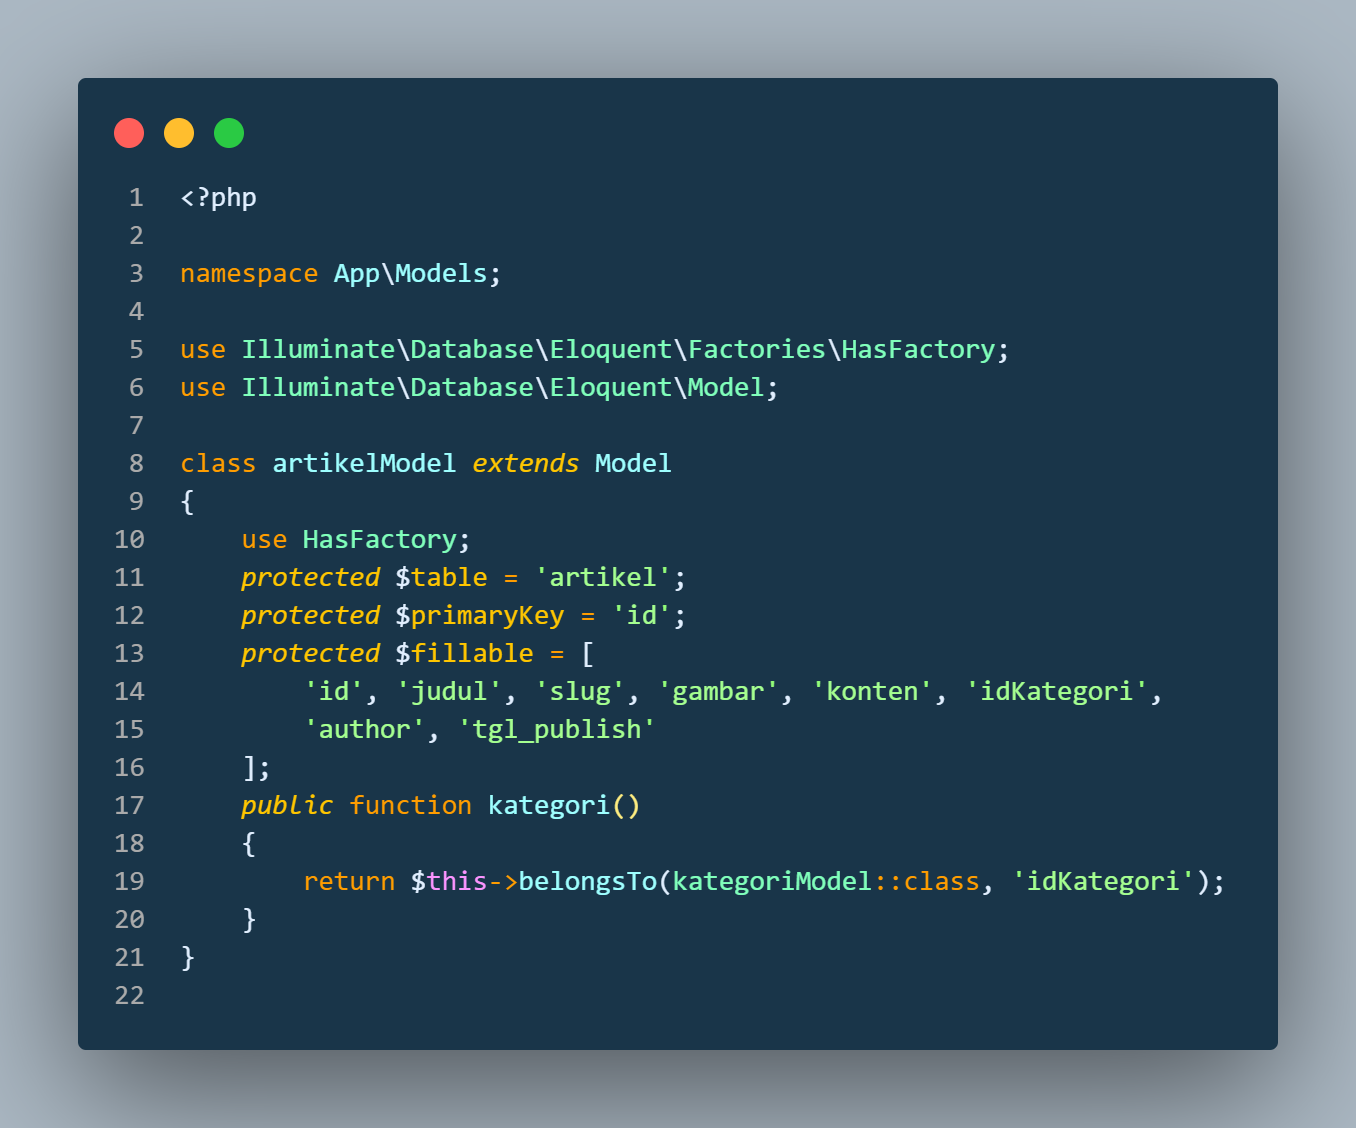 1 <?php
2
3 namespace App\Models;
4
5 use Illuminate\Database\Eloquent\Factories\HasFactory;
6 use Illuminate\Database\Eloquent\Model;
7
8 class artikelModel extends Model
9 {
10     use HasFactory;
11     protected $table = 'artikel';
12     protected $primaryKey = 'id';
13     protected $fillable = [
14         'id', 'judul', 'slug', 'gambar', 'konten', 'idKategori',
15         'author', 'tgl_publish'
16     ];
17     public function kategori()
18     {
19         return $this->belongsTo(kategoriModel::class, 'idKategori');
20     }
21 }
22